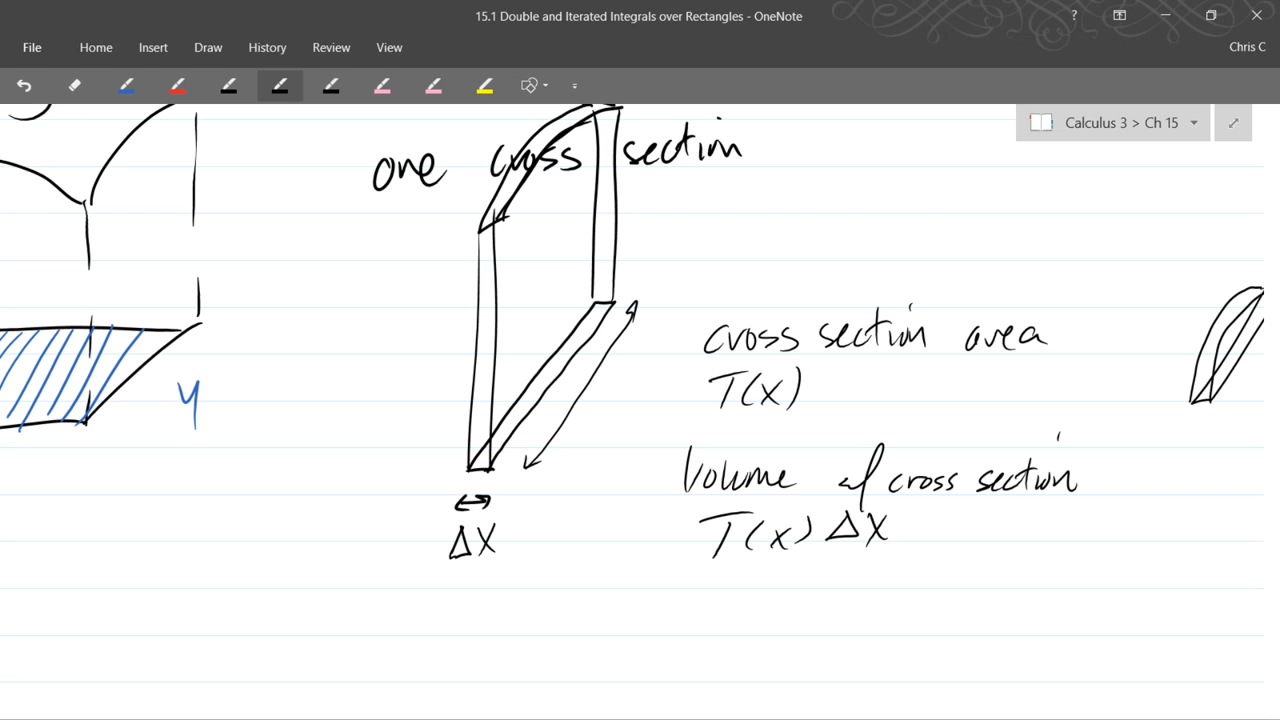 15.1 Double and Iterated Integrals over Rectangles - OneNote
?
File Home Insert Draw History Review View
Chris C
Calculus 3 > Ch 15
one cross section
cross section area
T(x)
y
Volume of cross section
T(x) Δx
Δx